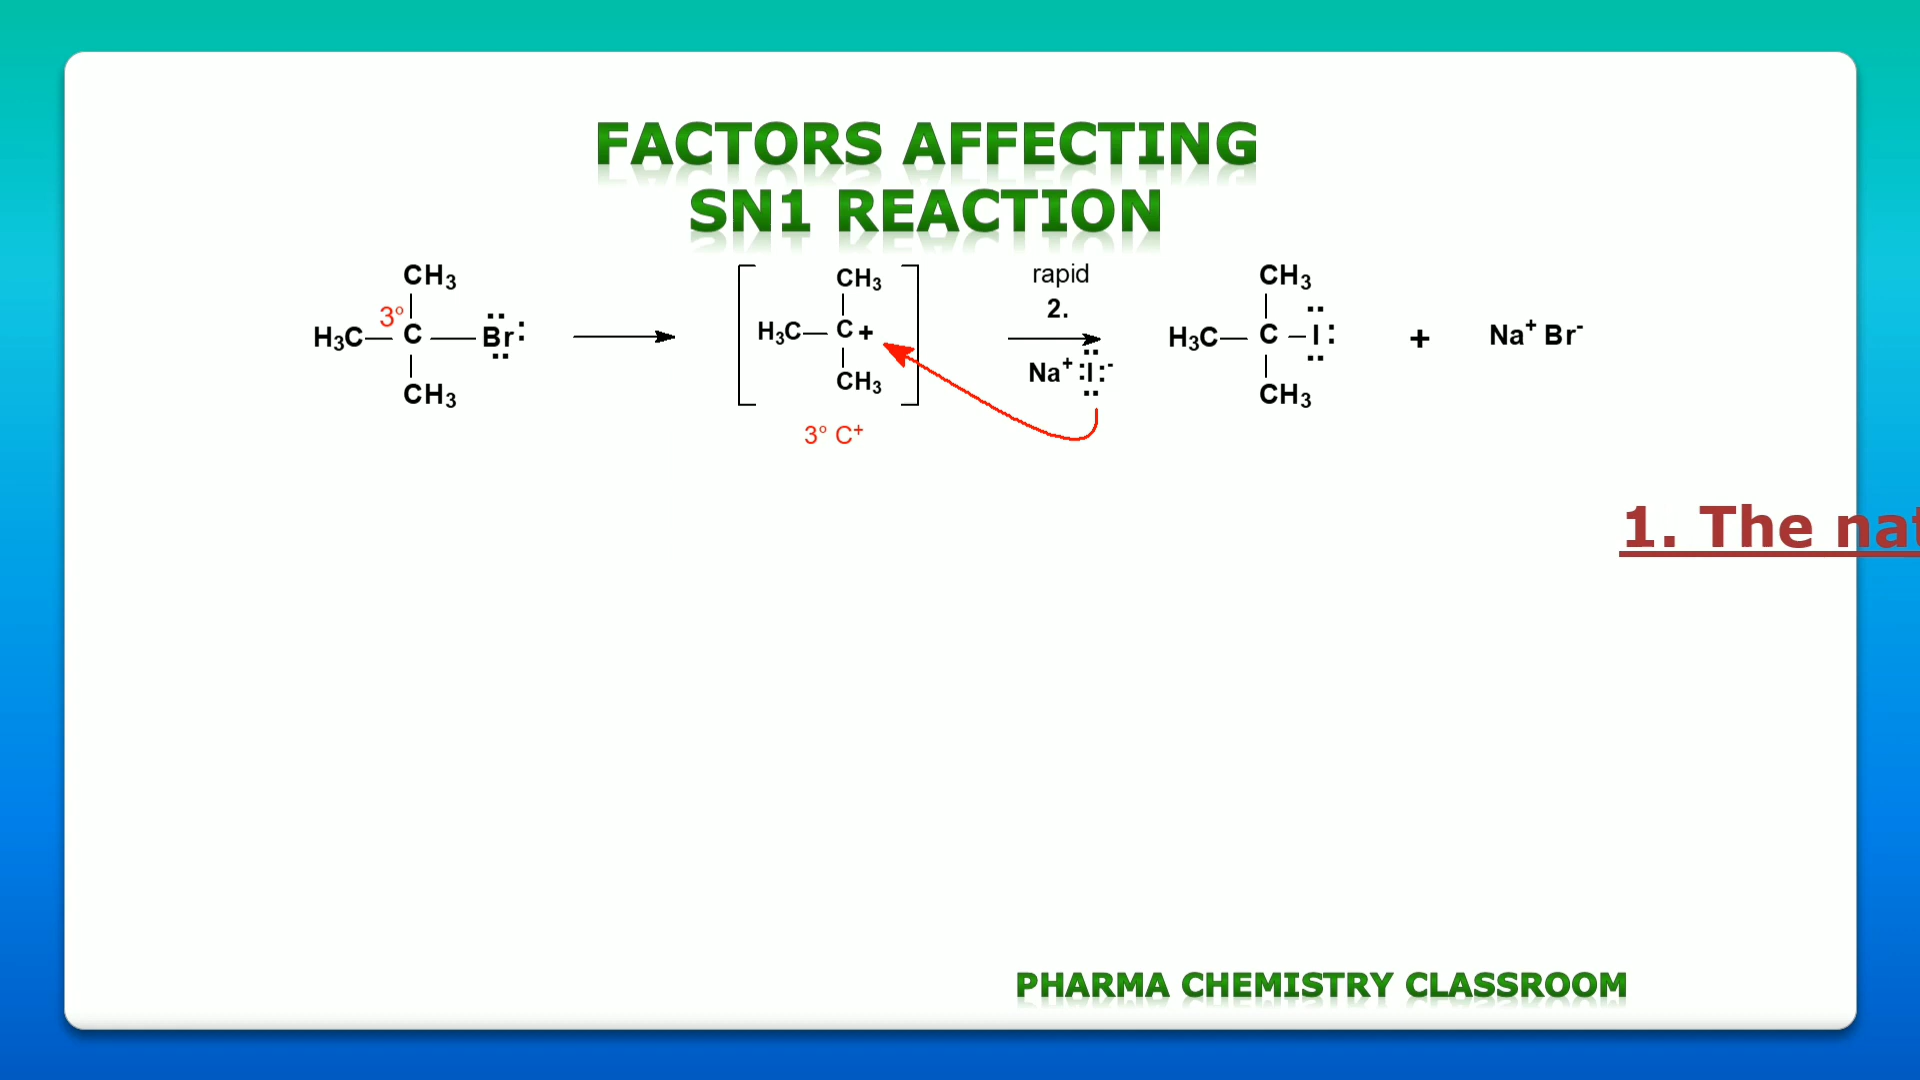 FACTORS AFFECTING
SN1 REACTION
CH₃
3° C
H₃C— C —Br:
CH₃
CH₃
H₃C— C+
CH₃
3° C⁺
rapid
2.
Na⁺ :I:⁻
CH₃
H₃C— C –I:
CH₃
+
Na⁺ Br⁻
1. The
PHARMA CHEMISTRY CLASSROOM